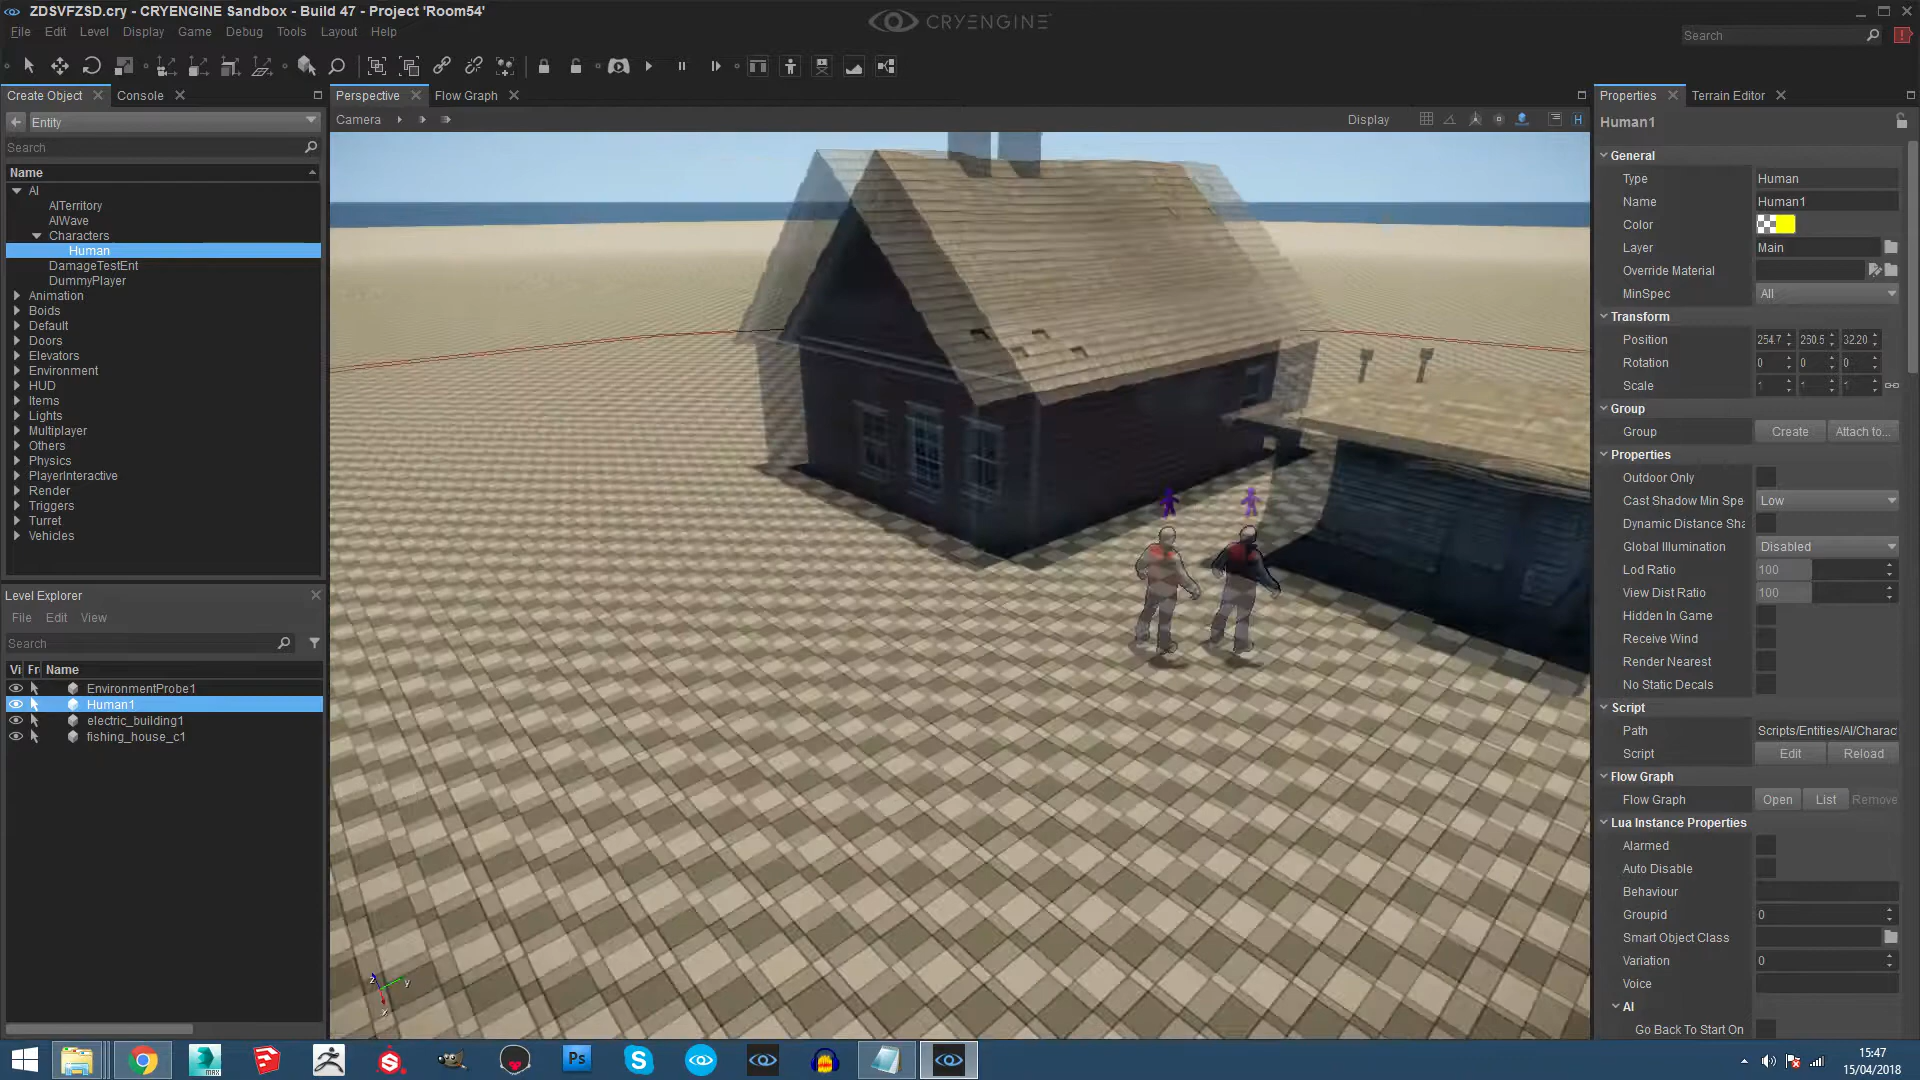 ZDSVFZSD.cry - CRYENGINE Sandbox - Build 47 - Project 'Room54'
CRYENGINE
File Edit Level Display Game Debug Tools Layout Help
Search
Create Object
Console
Perspective
Flow Graph
Properties
Terrain Editor
Entity
Camera
Display
H
Human1
Search
Name
AI
AITerritory
AIWave
Characters
Human
DamageTestEnt
DummyPlayer
Animation
Boids
Default
Doors
Elevators
Environment
HUD
Items
Lights
Multiplayer
Others
Physics
PlayerInteractive
Render
Triggers
Turret
Vehicles
Level Explorer
File Edit View
Search
Vi Fr Name
EnvironmentProbe1
Human1
electric_building1
fishing_house_c1
z y
x
General
Type Human
Name Human1
Color
Layer Main
Override Material
MinSpec All
Transform
Position 254.7 260.5 32.20
Rotation 0 0 0
Scale 1 1 1
Group
Group Create Attach to...
Properties
Outdoor Only
Cast Shadow Min Spe Low
Dynamic Distance Sha
Global Illumination Disabled
Lod Ratio 100
View Dist Ratio 100
Hidden In Game
Receive Wind
Render Nearest
No Static Decals
Script
Path Scripts/Entities/AI/Charac
Script Edit Reload
Flow Graph
Flow Graph Open List Remove
Lua Instance Properties
Alarmed
Auto Disable
Behaviour
Groupid 0
Smart Object Class
Variation 0
Voice
AI
Go Back To Start On
MAX
Ps
15:47
15/04/2018